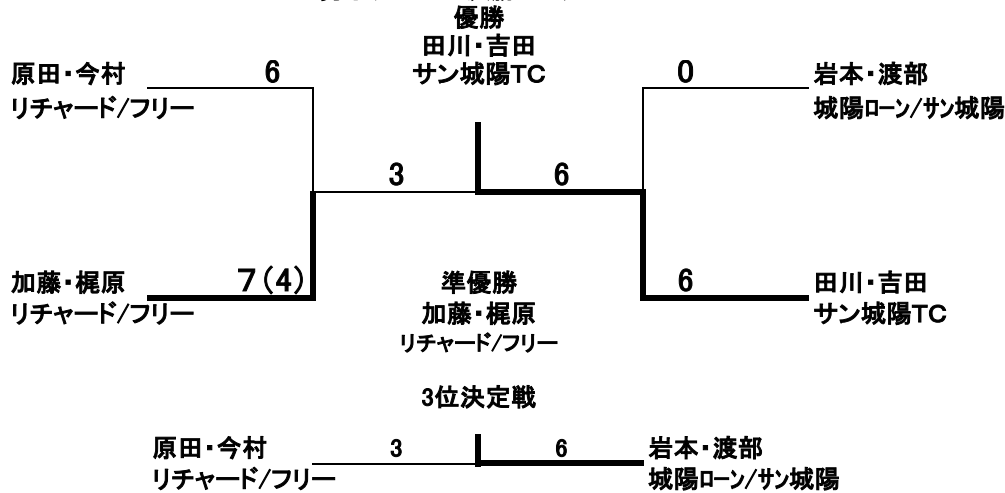 優勝
田川・吉田
サン城陽TC
原田・今村
リチャード/フリー
6
0
岩本・渡部
城陽ローン/サン城陽
3
6
加藤・梶原
リチャード/フリー
7(4)
準優勝
加藤・梶原
リチャード/フリー
6
田川・吉田
サン城陽TC
3位決定戦
原田・今村
リチャード/フリー
3
6
岩本・渡部
城陽ローン/サン城陽